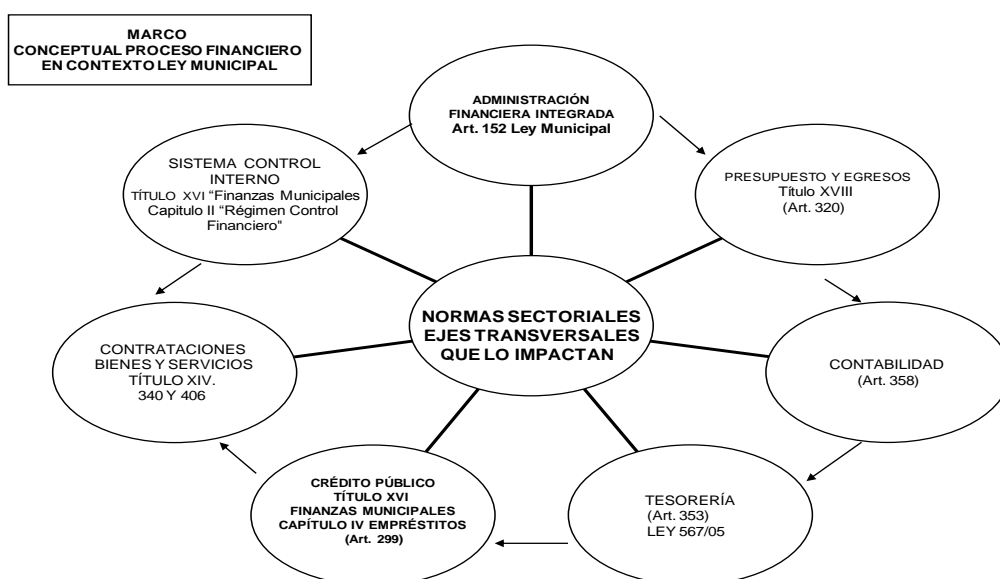 MARCO
CONCEPTUAL PROCESO FINANCIERO
EN CONTEXTO LEY MUNICIPAL
ADMINISTRACIÓN
FINANCIERA INTEGRADA
Art. 152 Ley Municipal
SISTEMA CONTROL
INTERNO
TÍTULO XVI “Finanzas Municipales
Capitulo II “Régimen Control
Financiero”
PRESUPUESTO Y EGRESOS
Título XVIII
(Art. 320)
NORMAS SECTORIALES
EJES TRANSVERSALES
QUE LO IMPACTAN
CONTRATACIONES
BIENES Y SERVICIOS
TÍTULO XIV.
340 Y 406
CONTABILIDAD
(Art. 358)
CRÉDITO PÚBLICO
TÍTULO XVI
FINANZAS MUNICIPALES
CAPÍTULO IV EMPRÉSTITOS
(Art. 299)
TESORERÍA
(Art. 353)
LEY 567/05